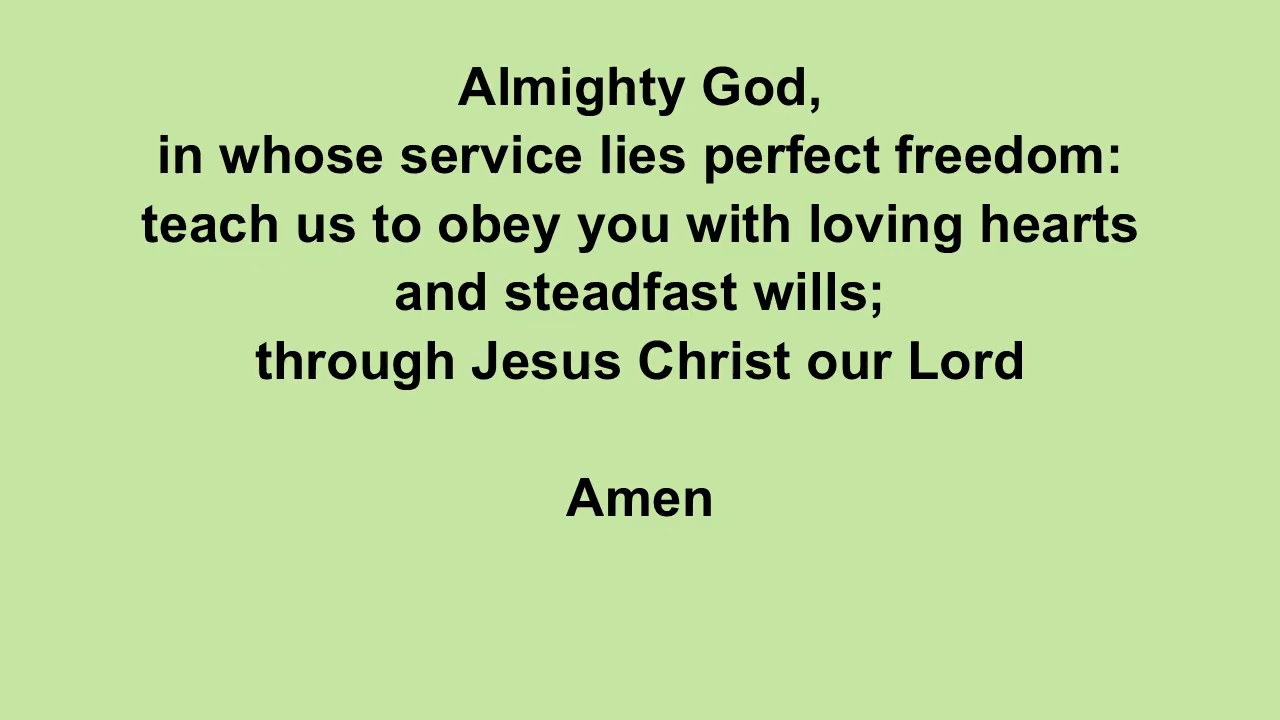 Almighty God,
in whose service lies perfect freedom:
teach us to obey you with loving hearts
and steadfast wills;
through Jesus Christ our Lord
Amen